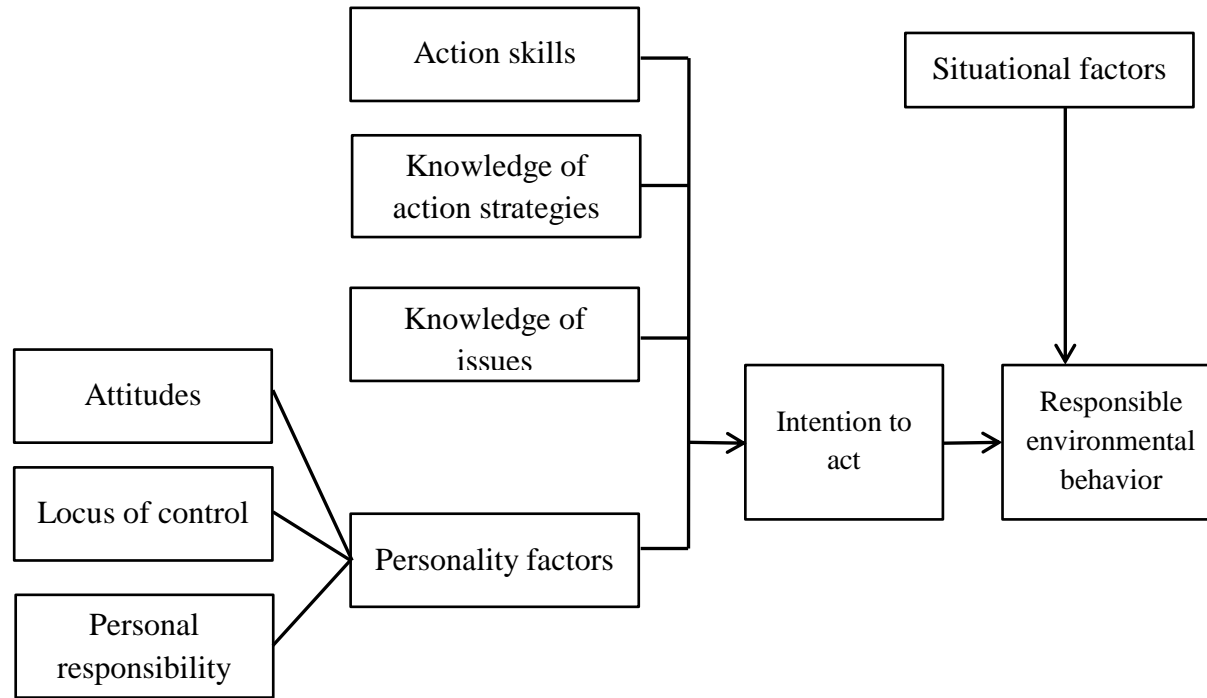 Action skills
Situational factors
Knowledge of
action strategies
Knowledge of
issues
Attitudes
Intention to
act
Responsible
environmental
behavior
Locus of control
Personality factors
Personal
responsibility